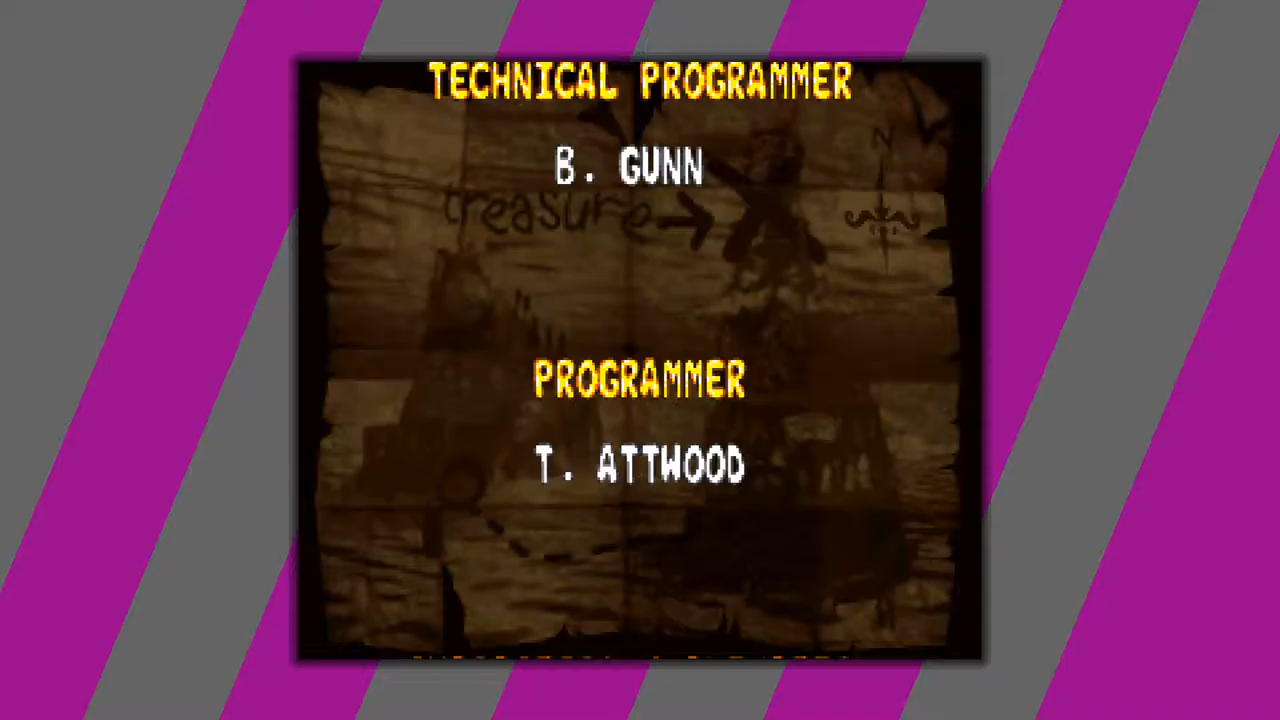 TECHNICAL PROGRAMMER
B. GUNN
treasure
N
PROGRAMMER
T. ATTWOOD